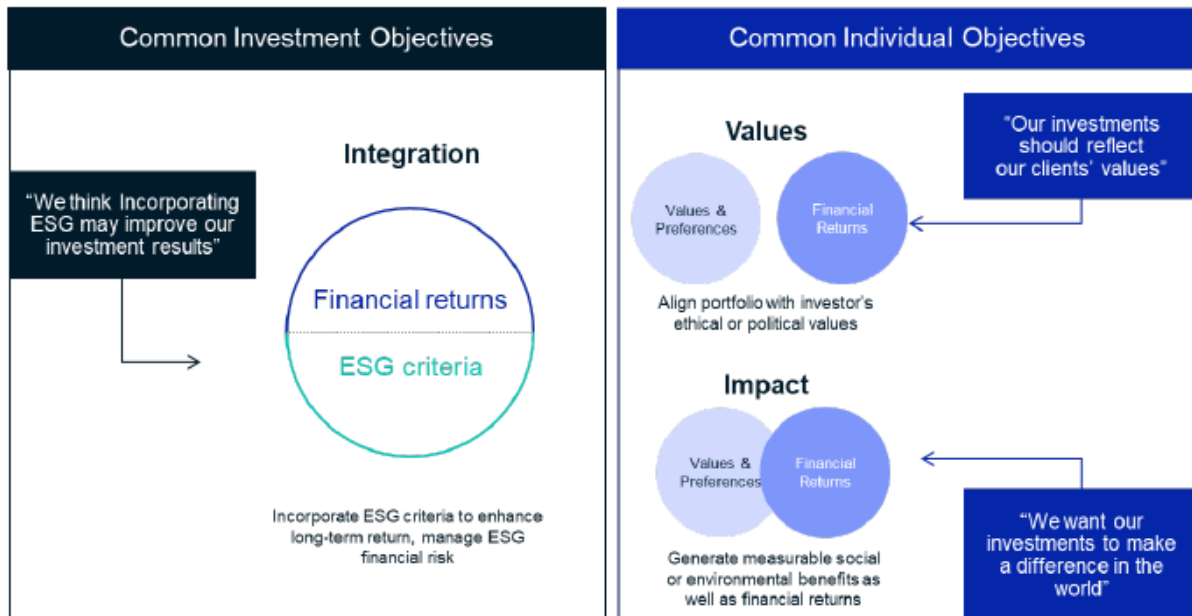 Common Investment Objectives
Integration
“We think Incorporating
ESG may improve our
investment results”
Financial returns
ESG criteria
Incorporate ESG criteria to enhance
long-term return, manage ESG
financial risk
Common Individual Objectives
Values
“Our investments
should reflect
our clients’ values”
Values &
Preferences
Financial
Returns
Align portfolio with investor’s
ethical or political values
Impact
Values &
Preferences
Financial
Returns
“We want our
investments to make
a difference in the
world”
Generate measurable social
or environmental benefits as
well as financial returns